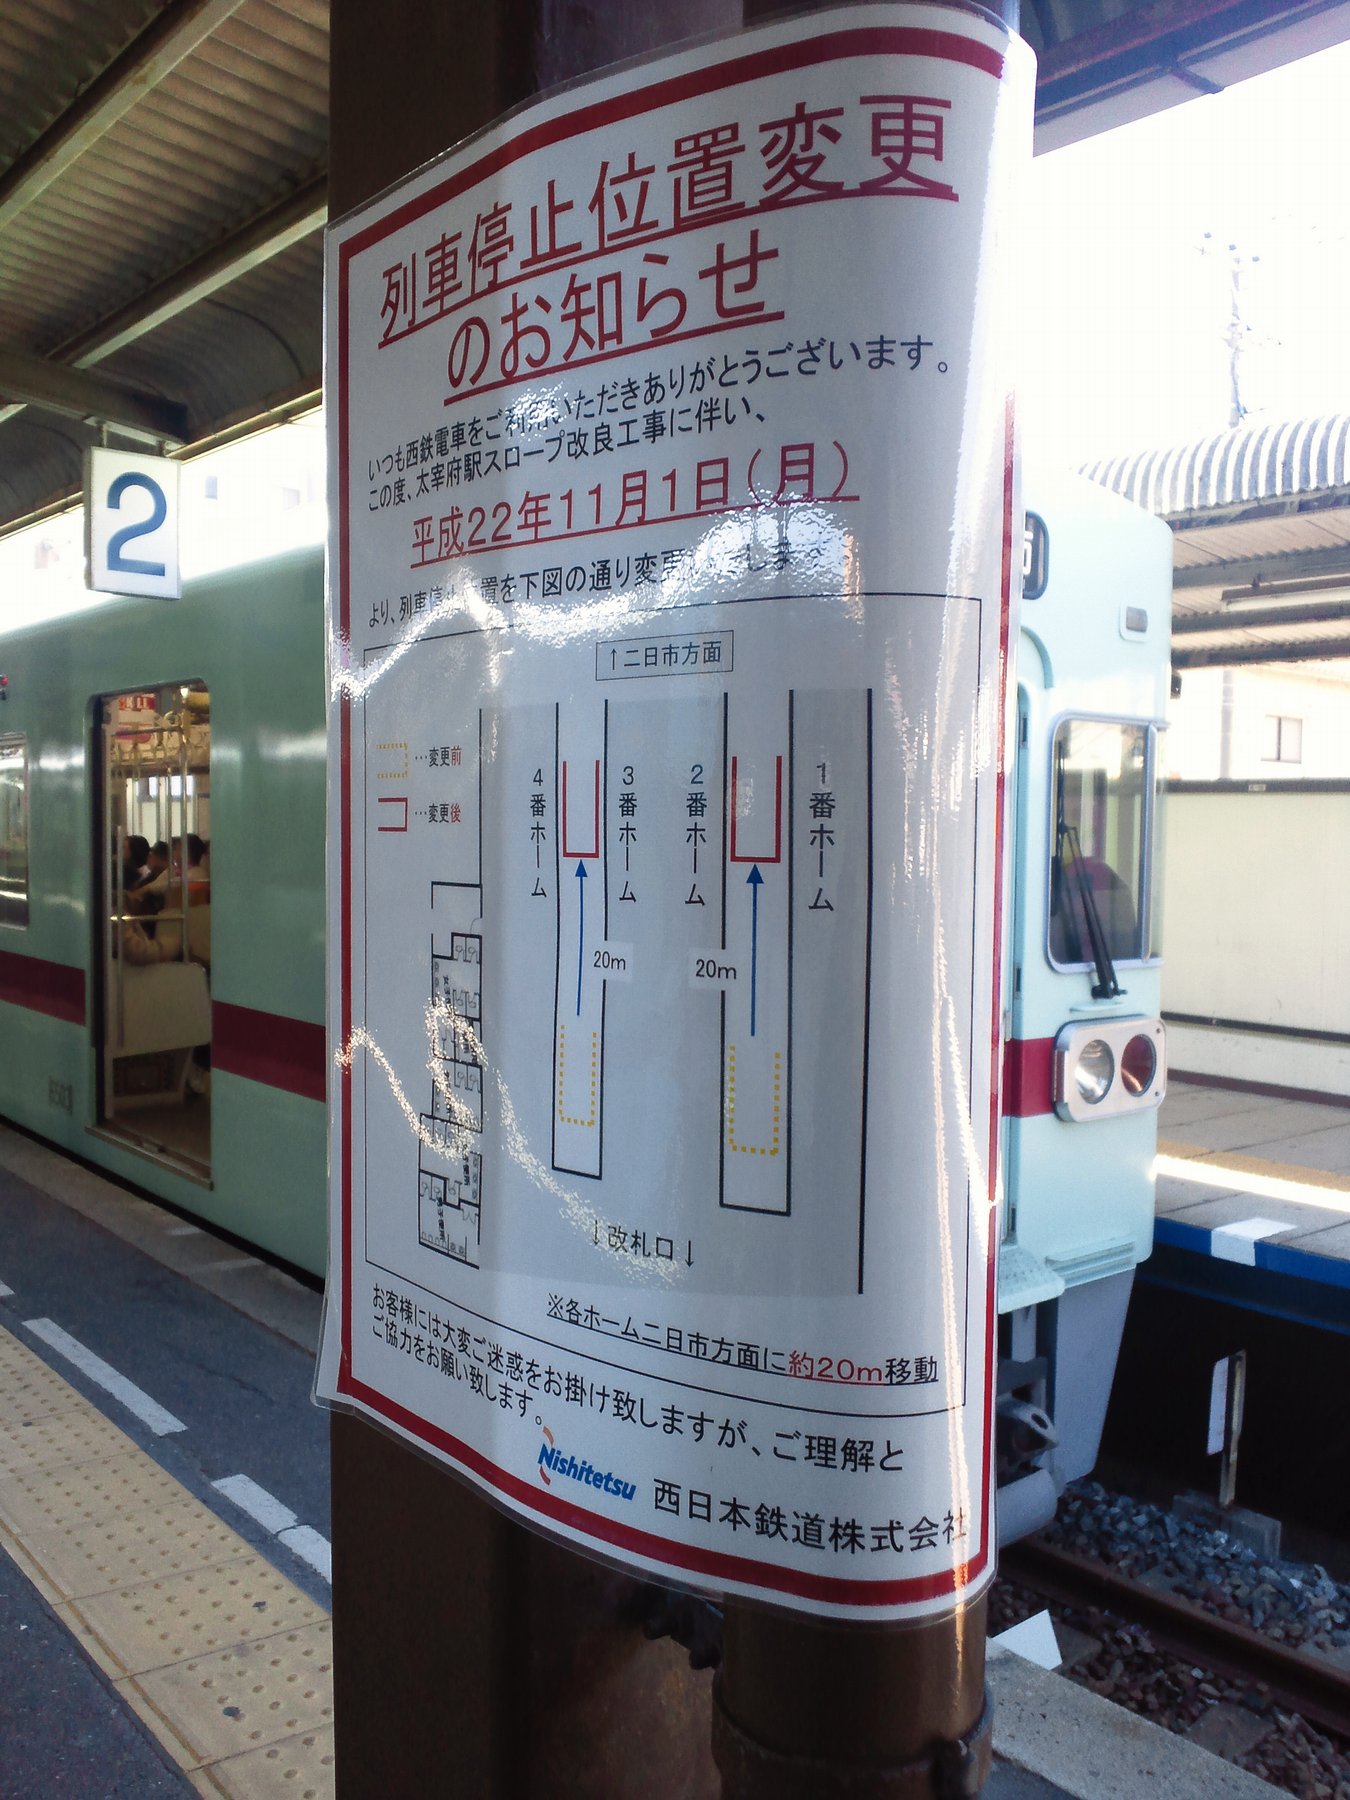 列車停止位置変更
のお知らせ
いつも西鉄電車をご利用いただきありがとうございます。
この度、太宰府駅スロープ改良工事に伴い、
平成22年11月1日(月)
より、列車停止位置を下図の通り変更します。
…変更前
…変更後
↑二日市方面
4番ホーム
3番ホーム
2番ホーム
1番ホーム
20m
20m
↓改札口↓
※各ホーム二日市方面に約20m移動
お客様には大変ご迷惑をお掛け致しますが、ご理解と
ご協力をお願い致します。
Nishitetsu 西日本鉄道株式会社
2